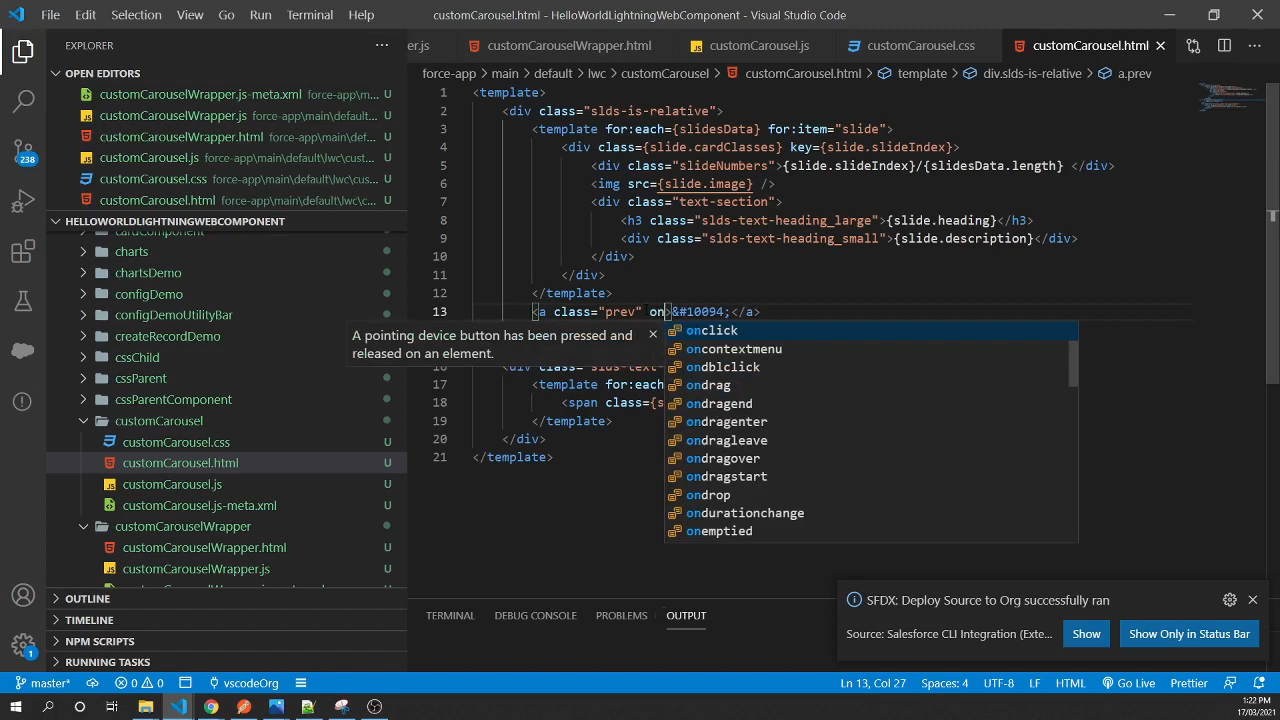 File Edit Selection View Go Run Terminal Help customCarousel.html - HelloWorldLightningWebComponent - Visual Studio Code
EXPLORER
er.js customCarouselWrapper.html customCarousel.js customCarousel.css customCarousel.html
OPEN EDITORS
customCarouselWrapper.js-meta.xml force-app\main\default\l... U
customCarouselWrapper.js force-app\main\default\lwc\cu... U
customCarouselWrapper.html force-app\main\def... U
customCarousel.js force-app\main\default\lwc\cust... U
customCarousel.css force-app\main\default\lwc\cus... U
customCarousel.html force-app\main\default\lwc\cu... U
HELLOWORLDLIGHTNINGWEBCOMPONENT
charts
chartsDemo
configDemo
configDemoUtilityBar
createRecordDemo
cssChild
cssParent
cssParentComponent
customCarousel
customCarousel.css U
customCarousel.html U
customCarousel.js U
customCarousel.js-meta.xml U
customCarouselWrapper
customCarouselWrapper.html U
customCarouselWrapper.js U
OUTLINE
TIMELINE
NPM SCRIPTS
RUNNING TASKS
238
1
force-app > main > default > lwc > customCarousel > customCarousel.html > template > div.slds-is-relative > a.prev
1 <template>
2 <div class="slds-is-relative">
3 <template for:each={slidesData} for:item="slide">
4 <div class={slide.cardClasses} key={slide.slideIndex}>
5 <div class="slideNumbers">{slide.slideIndex}/{slidesData.length} </div>
6 <img src={slide.image} />
7 <div class="text-section">
8 <h3 class="slds-text-heading_large">{slide.heading}</h3>
9 <div class="slds-text-heading_small">{slide.description}</div>
10 </div>
11 </div>
12 </template>
13 <a class="prev" on>&#10094;</a>
A pointing device button has been pressed and
released on an element.
onclick
oncontextmenu
ondblclick
ondrag
ondragend
ondragenter
ondragleave
ondragover
ondragstart
ondrop
ondurationchange
onemptied
17 <template for:each
18 <span class={s
19 </template>
20 </div>
21 </template>
TERMINAL DEBUG CONSOLE PROBLEMS OUTPUT
SFDX: Deploy Source to Org successfully ran
Source: Salesforce CLI Integration (Exte... Show Show Only in Status Bar
master* 0 0 vscodeOrg Ln 13, Col 27 Spaces: 4 UTF-8 LF HTML Go Live Prettier
1:22 PM
17/03/2021